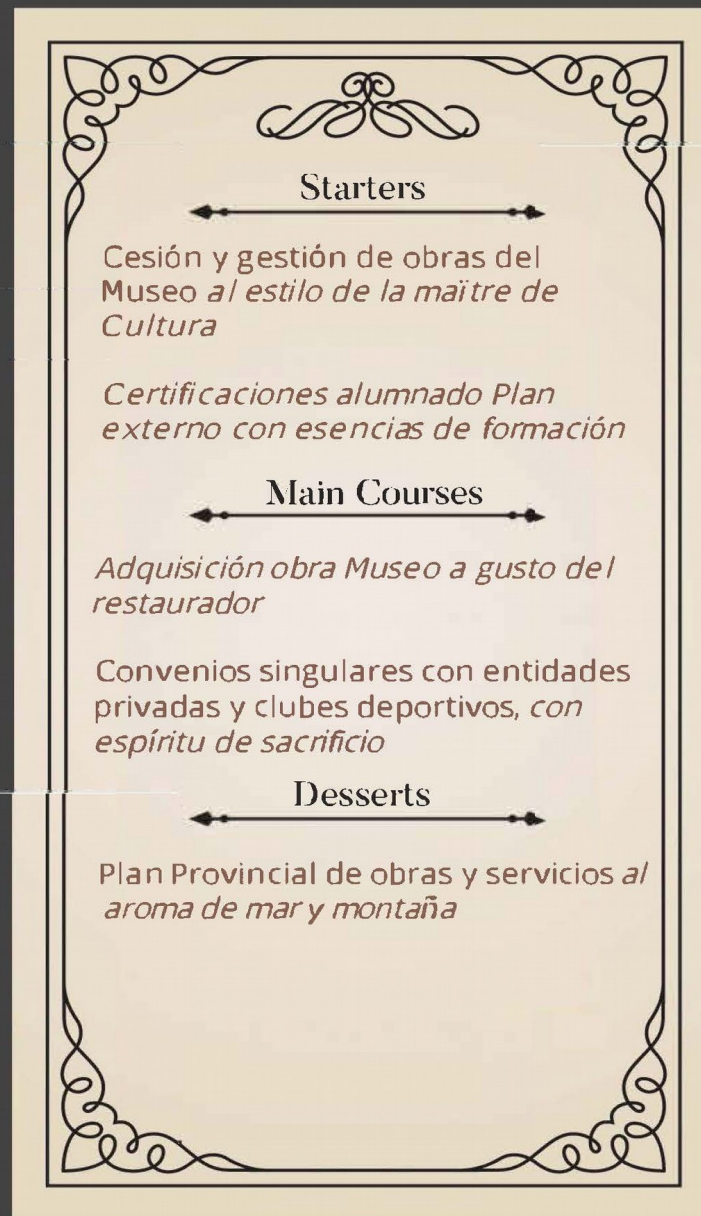 Starters
Cesión y gestión de obras del
Museo al estilo de la maïtre de
Cultura
Certificaciones alumnado Plan
externo con esencias de formación
Main Courses
Adquisición obra Museo a gusto del
restaurador
Convenios singulares con entidades
privadas y clubes deportivos, con
espíritu de sacrificio
Desserts
Plan Provincial de obras y servicios al
aroma de mar y montaña